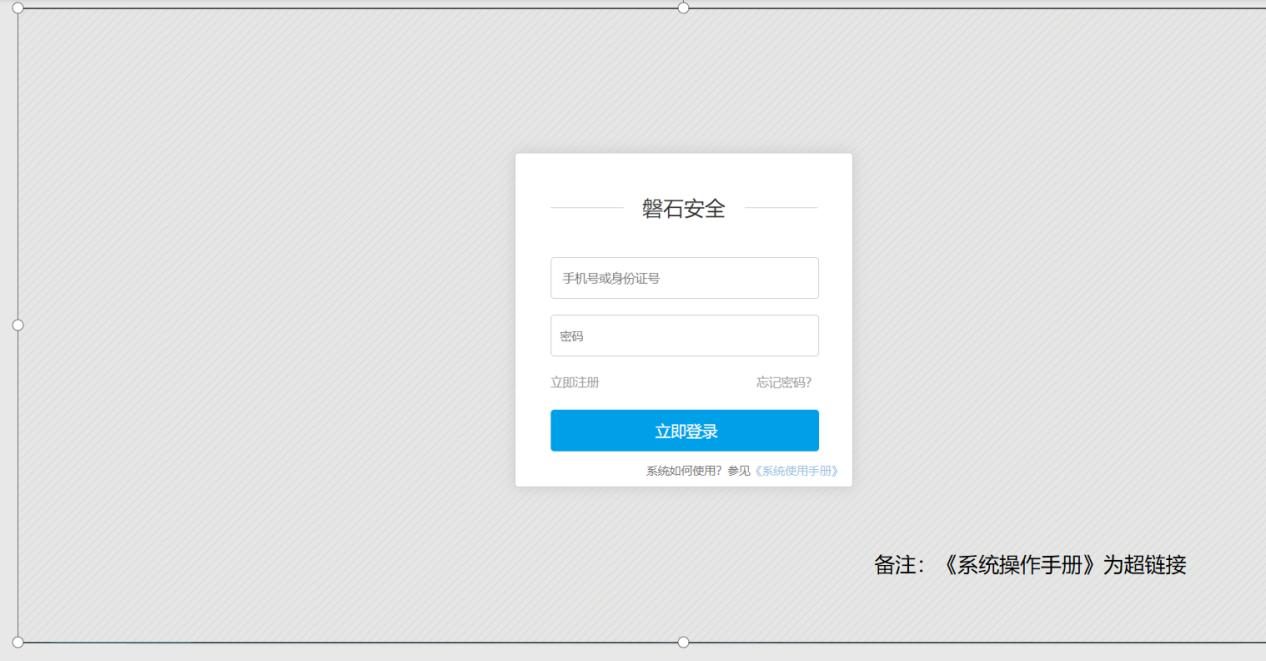 磐石安全
手机号或身份证号
密码
立即注册 忘记密码?
立即登录
系统如何使用？参见《系统使用手册》
备注：《系统操作手册》为超链接